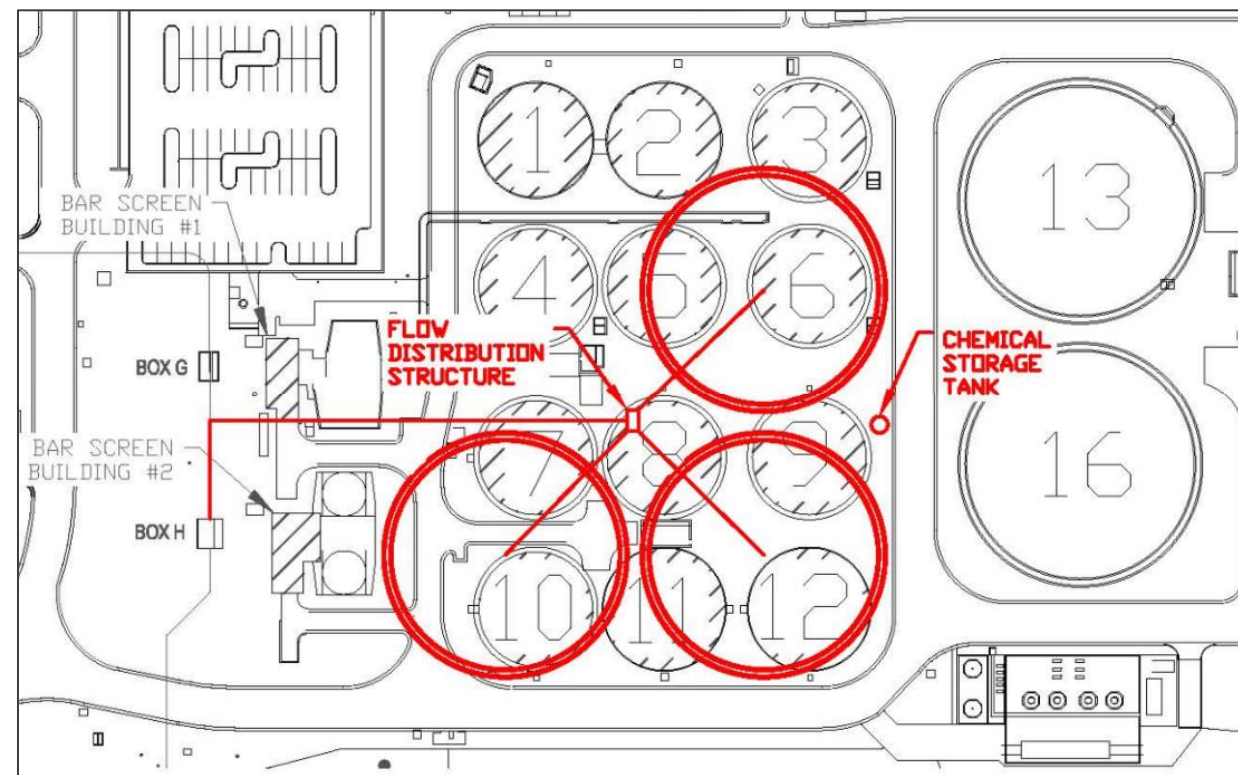 1
2
3
13
BAR SCREEN
BUILDING #1
4
5
6
FLOW
DISTRIBUTION
STRUCTURE
CHEMICAL
STORAGE
TANK
BOX G
BAR SCREEN
BUILDING #2
7
8
9
16
BOX H
10
11
12